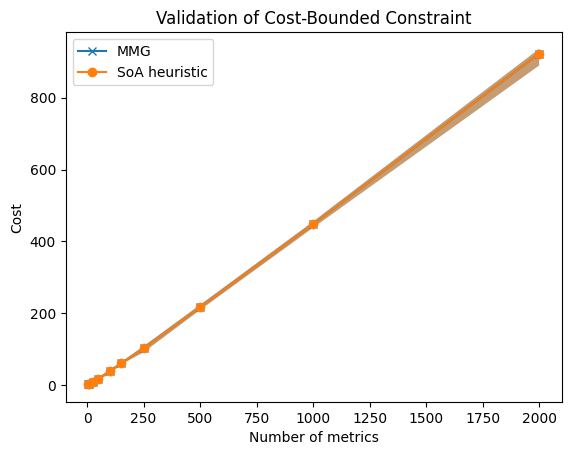 Validation of Cost-Bounded Constraint
MMG
SoA heuristic
Cost
800
600
400
200
0
0 250 500 750 1000 1250 1500 1750 2000
Number of metrics